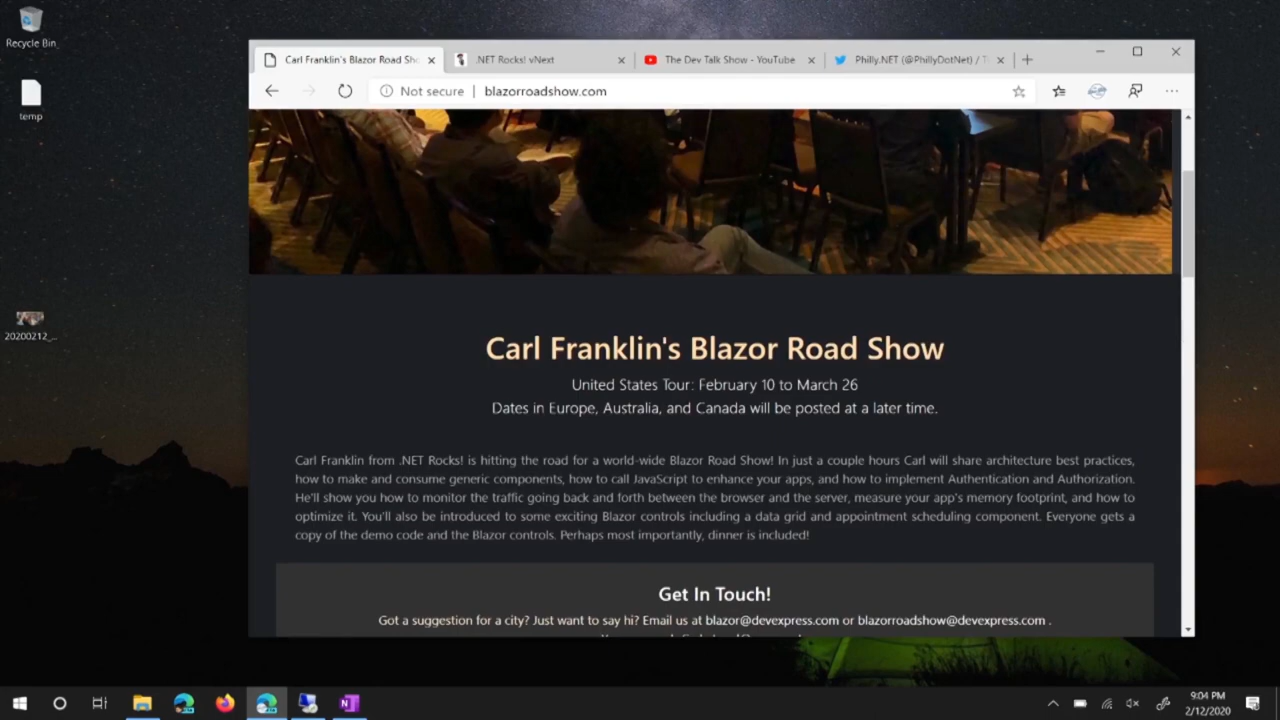 Recycle Bin
temp
20200212_...
Carl Franklin's Blazor Road Sho
.NET Rocks! vNext
The Dev Talk Show - YouTube
Philly.NET (@PhillyDotNet) / T
Not secure | blazorroadshow.com
Carl Franklin's Blazor Road Show
United States Tour: February 10 to March 26
Dates in Europe, Australia, and Canada will be posted at a later time.
Carl Franklin from .NET Rocks! is hitting the road for a world-wide Blazor Road Show! In just a couple hours Carl will share architecture best practices,
how to make and consume generic components, how to call JavaScript to enhance your apps, and how to implement Authentication and Authorization.
He'll show you how to monitor the traffic going back and forth between the browser and the server, measure your app's memory footprint, and how to
optimize it. You'll also be introduced to some exciting Blazor controls including a data grid and appointment scheduling component. Everyone gets a
copy of the demo code and the Blazor controls. Perhaps most importantly, dinner is included!
Get In Touch!
Got a suggestion for a city? Just want to say hi? Email us at blazor@devexpress.com or blazorroadshow@devexpress.com .
9:04 PM
2/12/2020